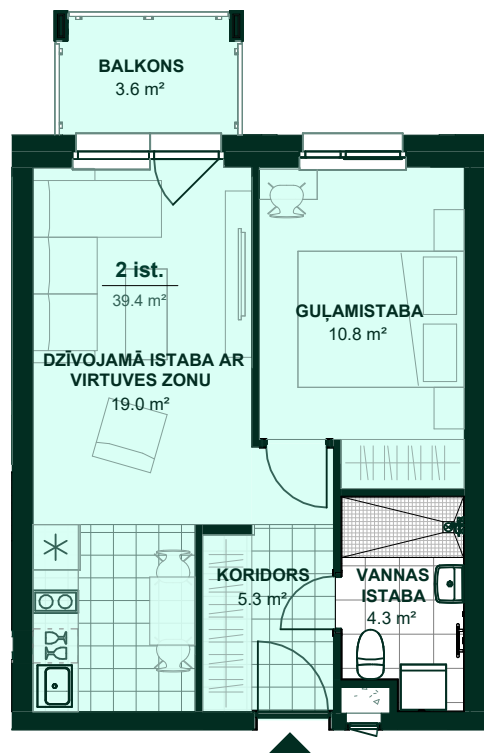 BALKONS
3.6 m²
2 ist.
39.4 m²
GUĻAMISTABA
10.8 m²
DZĪVOJAMĀ ISTABA AR
VIRTUVES ZONU
19.0 m²
KORIDORS
5.3 m²
VANNAS
ISTABA
4.3 m²